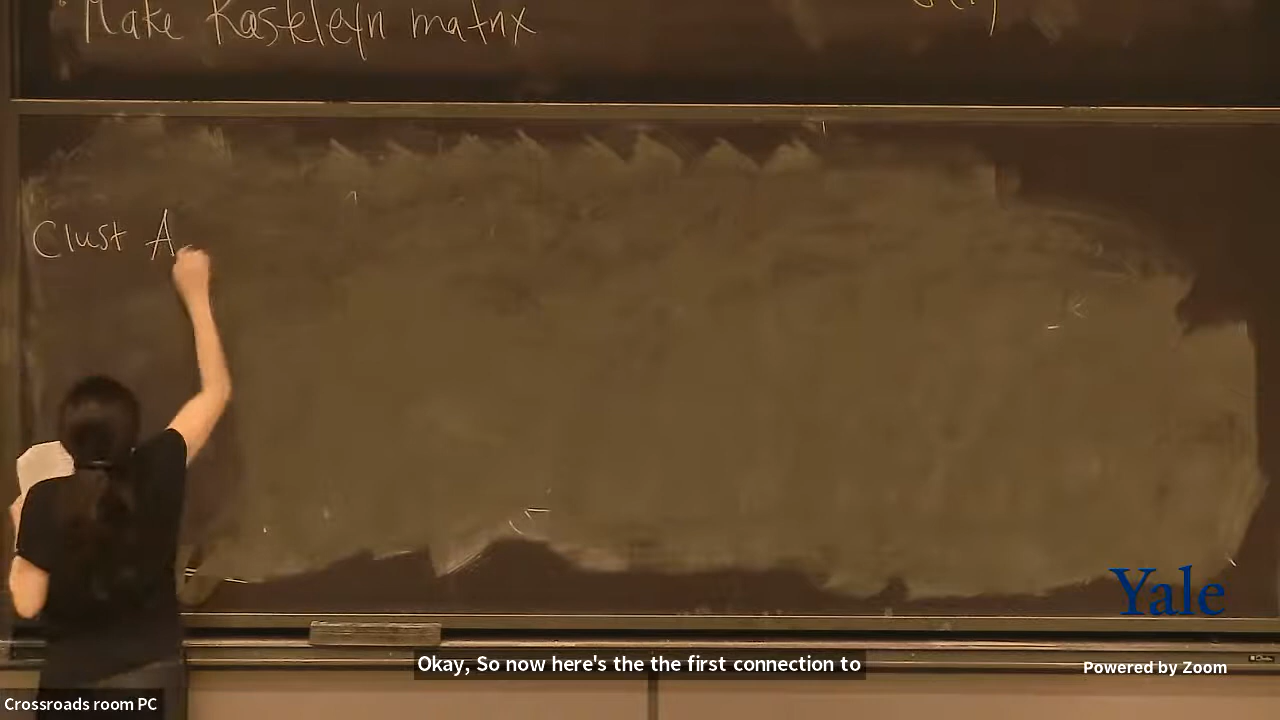 Make Kasteleyn matrix
Clust A
Okay, So now here's the the first connection to
Yale
Powered by Zoom
Crossroads room PC